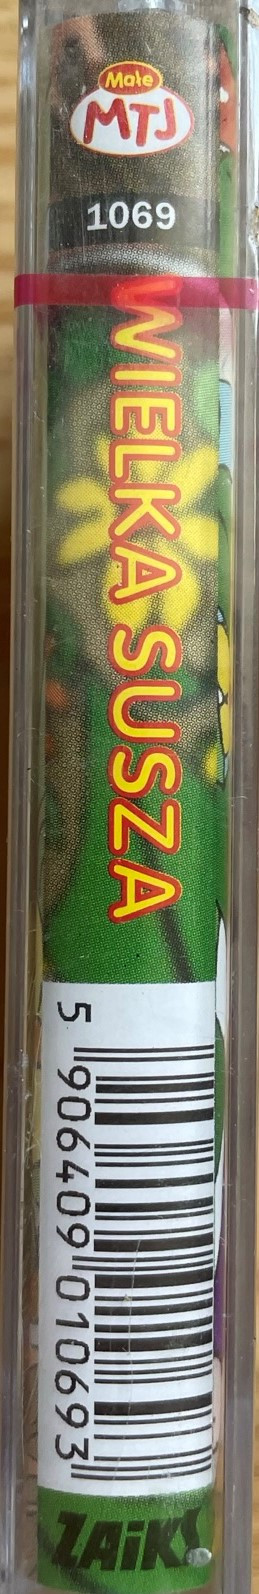 Małe
MTJ
1069
WIELKA SUSZA
5 906409 010693
ZAiKS